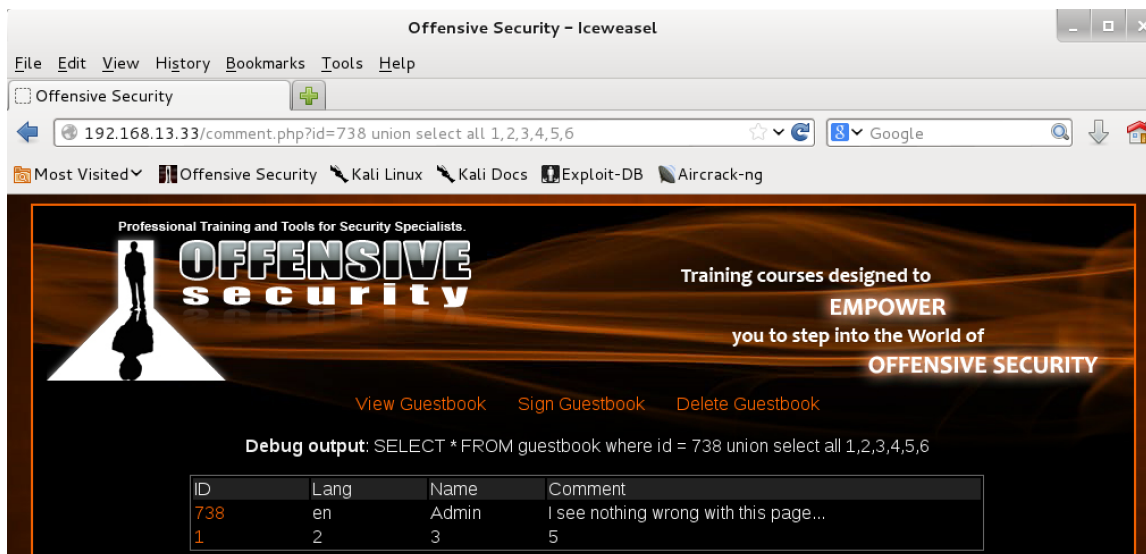 Offensive Security - Iceweasel
File Edit View History Bookmarks Tools Help
Offensive Security
192.168.13.33/comment.php?id=738 union select all 1,2,3,4,5,6
8 Google
Most Visited Offensive Security Kali Linux Kali Docs Exploit-DB Aircrack-ng
Professional Training and Tools for Security Specialists.
OFFENSIVE
security
Training courses designed to
EMPOWER
you to step into the World of
OFFENSIVE SECURITY
View Guestbook Sign Guestbook Delete Guestbook
Debug output: SELECT * FROM guestbook where id = 738 union select all 1,2,3,4,5,6
ID Lang Name Comment
738 en Admin I see nothing wrong with this page...
1 2 3 5